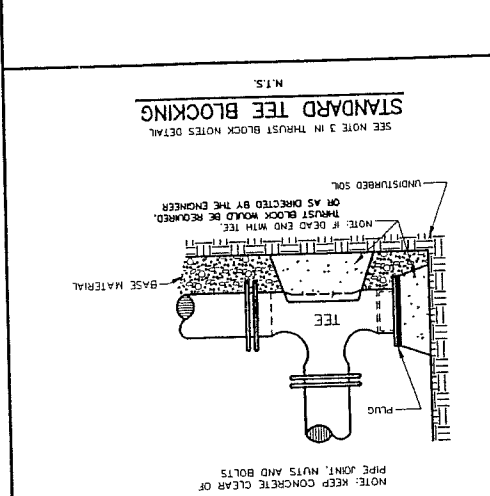 NOTE: KEEP CONCRETE CLEAR OF
PIPE JOINT, NUTS AND BOLTS
PLUG
TEE
BASE MATERIAL
NOTE: IF DEAD END WITH TEE.
THRUST BLOCK WOULD BE REQUIRED.
OR AS DIRECTED BY THE ENGINEER
UNDISTURBED SOIL
SEE NOTE 3 IN THRUST BLOCK NOTES DETAIL
STANDARD TEE BLOCKING
N.T.S.